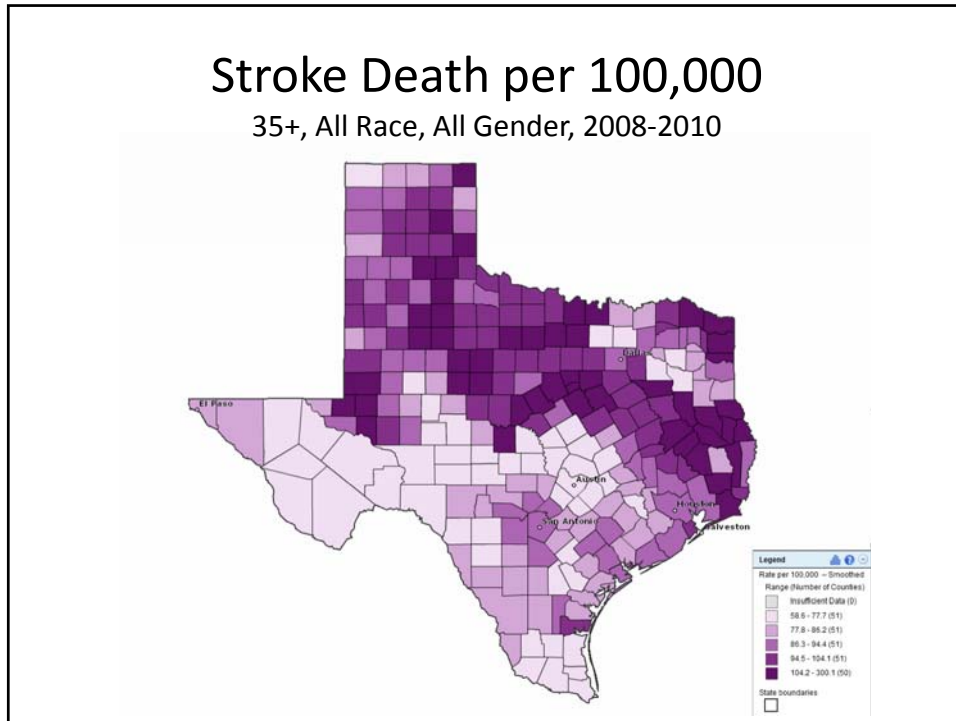 Stroke Death per 100,000
35+, All Race, All Gender, 2008-2010
El Paso
Austin
Houston
San Antonio
Galveston
Legend
Rate per 100,000 – Smoothed
Range (Number of Counties)
Insufficient Data (0)
58.6 - 77.7 (51)
77.8 - 86.2 (51)
86.3 - 94.4 (51)
94.5 - 104.1 (51)
104.2 - 300.1 (50)
State boundaries